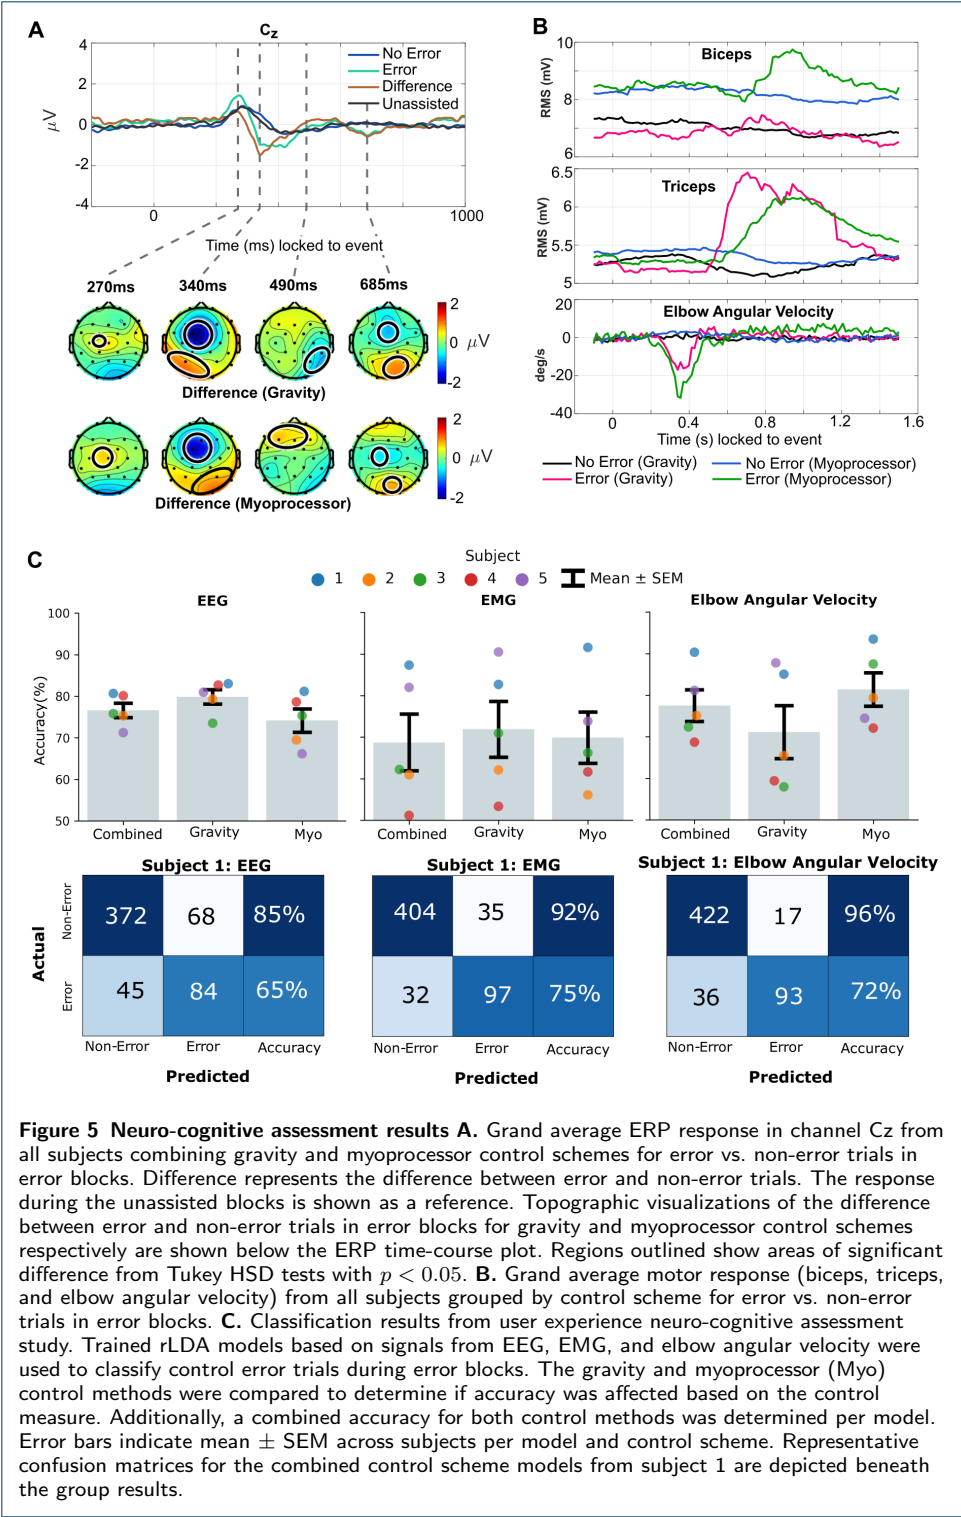 A
Cz
4
2
0
-2
-4
μV
No Error
Error
Difference
Unassisted
0
1000
Time (ms) locked to event
270ms
340ms
490ms
685ms
2
0
-2
μV
Difference (Gravity)
2
0
-2
μV
Difference (Myoprocessor)
B
Biceps
10
8
6
RMS (mV)
Triceps
6.5
6
5.5
5
RMS (mV)
Elbow Angular Velocity
20
0
-20
-40
deg/s
0
0.4
0.8
1.2
1.6
Time (s) locked to event
No Error (Gravity)
No Error (Myoprocessor)
Error (Gravity)
Error (Myoprocessor)
C
Subject
1
2
3
4
5
Mean ± SEM
EEG
EMG
Elbow Angular Velocity
100
90
80
70
60
50
Accuracy(%)
Combined
Gravity
Myo
Combined
Gravity
Myo
Combined
Gravity
Myo
Subject 1: EEG
Subject 1: EMG
Subject 1: Elbow Angular Velocity
Actual
Non-Error
Error
372
68
85%
45
84
65%
404
35
92%
32
97
75%
422
17
96%
36
93
72%
Non-Error
Error
Accuracy
Non-Error
Error
Accuracy
Non-Error
Error
Accuracy
Predicted
Predicted
Predicted
Figure 5 Neuro-cognitive assessment results A. Grand average ERP response in channel Cz from
all subjects combining gravity and myoprocessor control schemes for error vs. non-error trials in
error blocks. Difference represents the difference between error and non-error trials. The response
during the unassisted blocks is shown as a reference. Topographic visualizations of the difference
between error and non-error trials in error blocks for gravity and myoprocessor control schemes
respectively are shown below the ERP time-course plot. Regions outlined show areas of significant
difference from Tukey HSD tests with p < 0.05. B. Grand average motor response (biceps, triceps,
and elbow angular velocity) from all subjects grouped by control scheme for error vs. non-error
trials in error blocks. C. Classification results from user experience neuro-cognitive assessment
study. Trained rLDA models based on signals from EEG, EMG, and elbow angular velocity were
used to classify control error trials during error blocks. The gravity and myoprocessor (Myo)
control methods were compared to determine if accuracy was affected based on the control
measure. Additionally, a combined accuracy for both control methods was determined per model.
Error bars indicate mean ± SEM across subjects per model and control scheme. Representative
confusion matrices for the combined control scheme models from subject 1 are depicted beneath
the group results.